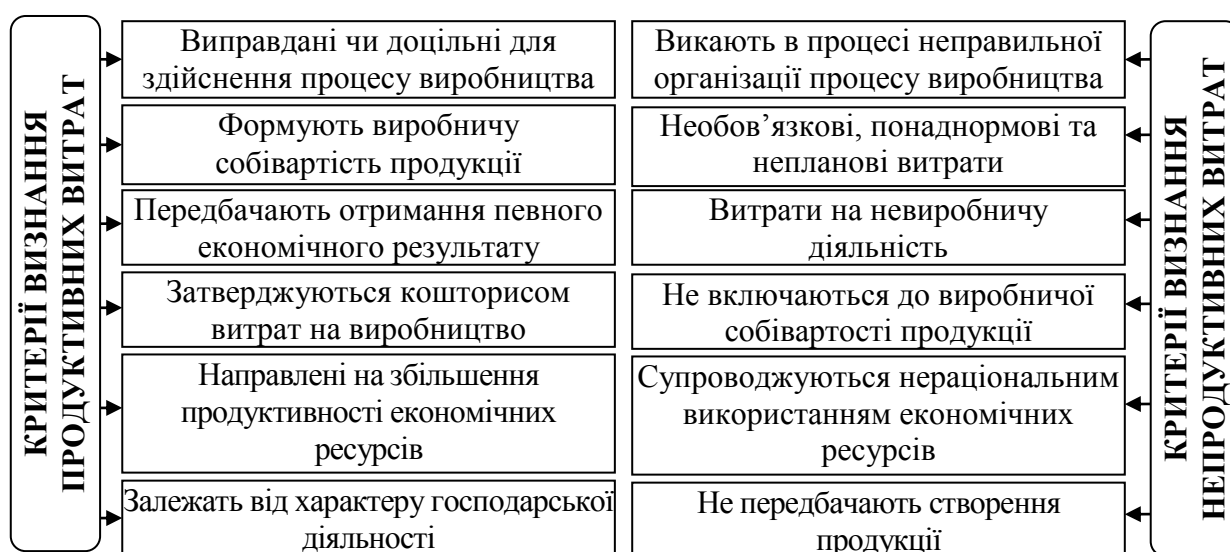 КРИТЕРІЇ ВИЗНАННЯ
ПРОДУКТИВНИХ ВИТРАТ
Виправдані чи доцільні для
здійснення процесу виробництва
Формують виробничу
собівартість продукції
Передбачають отримання певного
економічного результату
Затверджуються кошторисом
витрат на виробництво
Направлені на збільшення
продуктивності економічних
ресурсів
Залежать від характеру господарської
діяльності
Викають в процесі неправильної
організації процесу виробництва
Необов’язкові, понаднормові та
непланові витрати
Витрати на невиробничу
діяльність
Не включаються до виробничої
собівартості продукції
Супроводжуються нераціональним
використанням економічних
ресурсів
Не передбачають створення
продукції
КРИТЕРІЇ ВИЗНАННЯ
НЕПРОДУКТИВНИХ ВИТРАТ